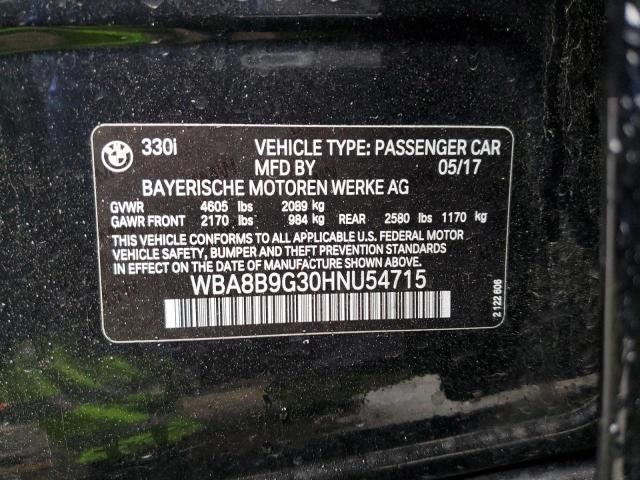 330i VEHICLE TYPE: PASSENGER CAR
MFD BY 05/17
BAYERISCHE MOTOREN WERKE AG
GVWR 4605 lbs 2089 kg
GAWR FRONT 2170 lbs 984 kg REAR 2580 lbs 1170 kg
THIS VEHICLE CONFORMS TO ALL APPLICABLE U.S. FEDERAL MOTOR
VEHICLE SAFETY, BUMPER AND THEFT PREVENTION STANDARDS
IN EFFECT ON THE DATE OF MANUFACTURE SHOWN ABOVE.
WBA8B9G30HNU54715
2 122 606